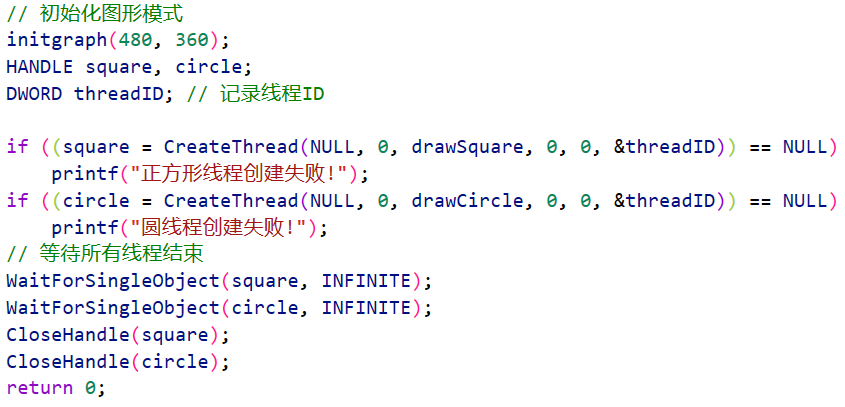 // 初始化图形模式
initgraph(480, 360);
HANDLE square, circle;
DWORD threadID; // 记录线程ID
if ((square = CreateThread(NULL, 0, drawSquare, 0, 0, &threadID)) == NULL)
    printf("正方形线程创建失败!");
if ((circle = CreateThread(NULL, 0, drawCircle, 0, 0, &threadID)) == NULL)
    printf("圆线程创建失败!");
// 等待所有线程结束
WaitForSingleObject(square, INFINITE);
WaitForSingleObject(circle, INFINITE);
CloseHandle(square);
CloseHandle(circle);
return 0;